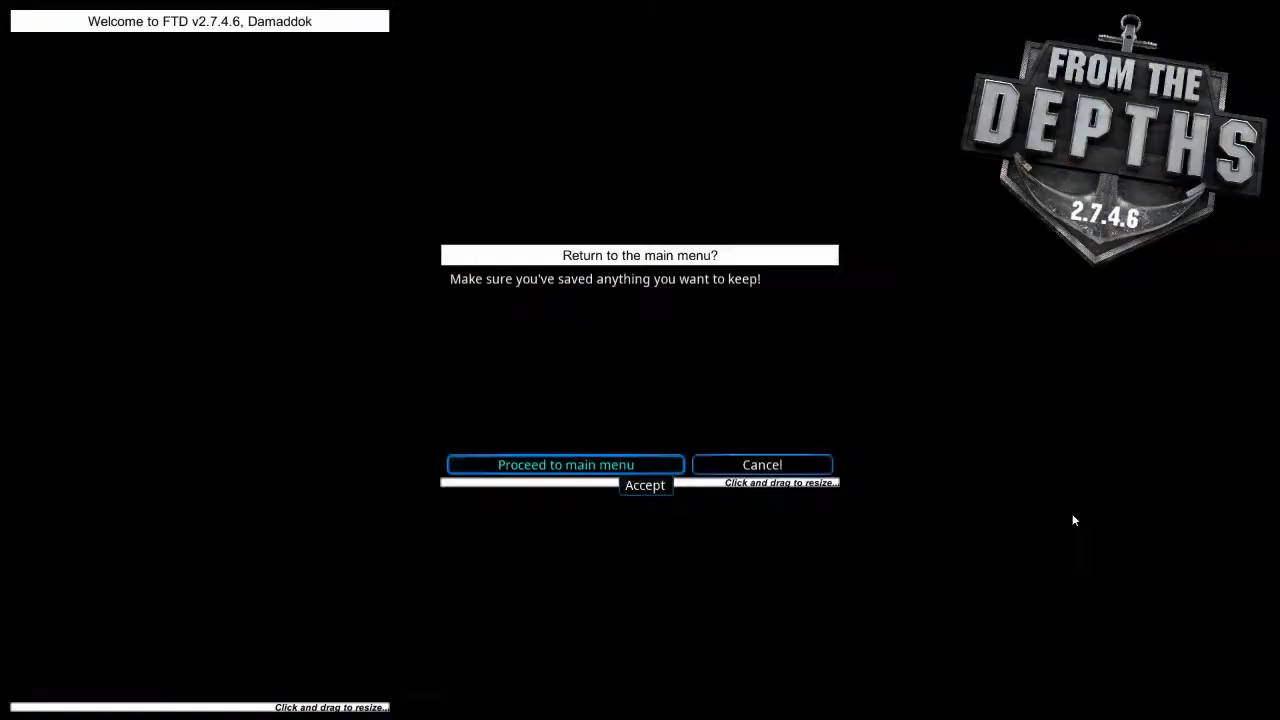 Welcome to FTD v2.7.4.6, Damaddok
FROM THE
DEPTHS
2.7.4.6
Return to the main menu?
Make sure you've saved anything you want to keep!
Proceed to main menu
Cancel
Accept
Click and drag to resize...
Click and drag to resize...